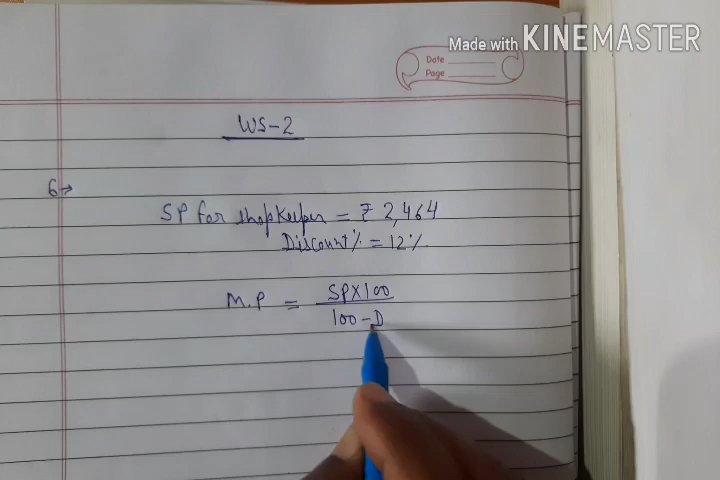 Made with KINEMASTER
Date
Page
WS-2
6→
SP for shopkeeper = ₹ 2,464
Discount% = 12%
M.P = SP×100
100-D